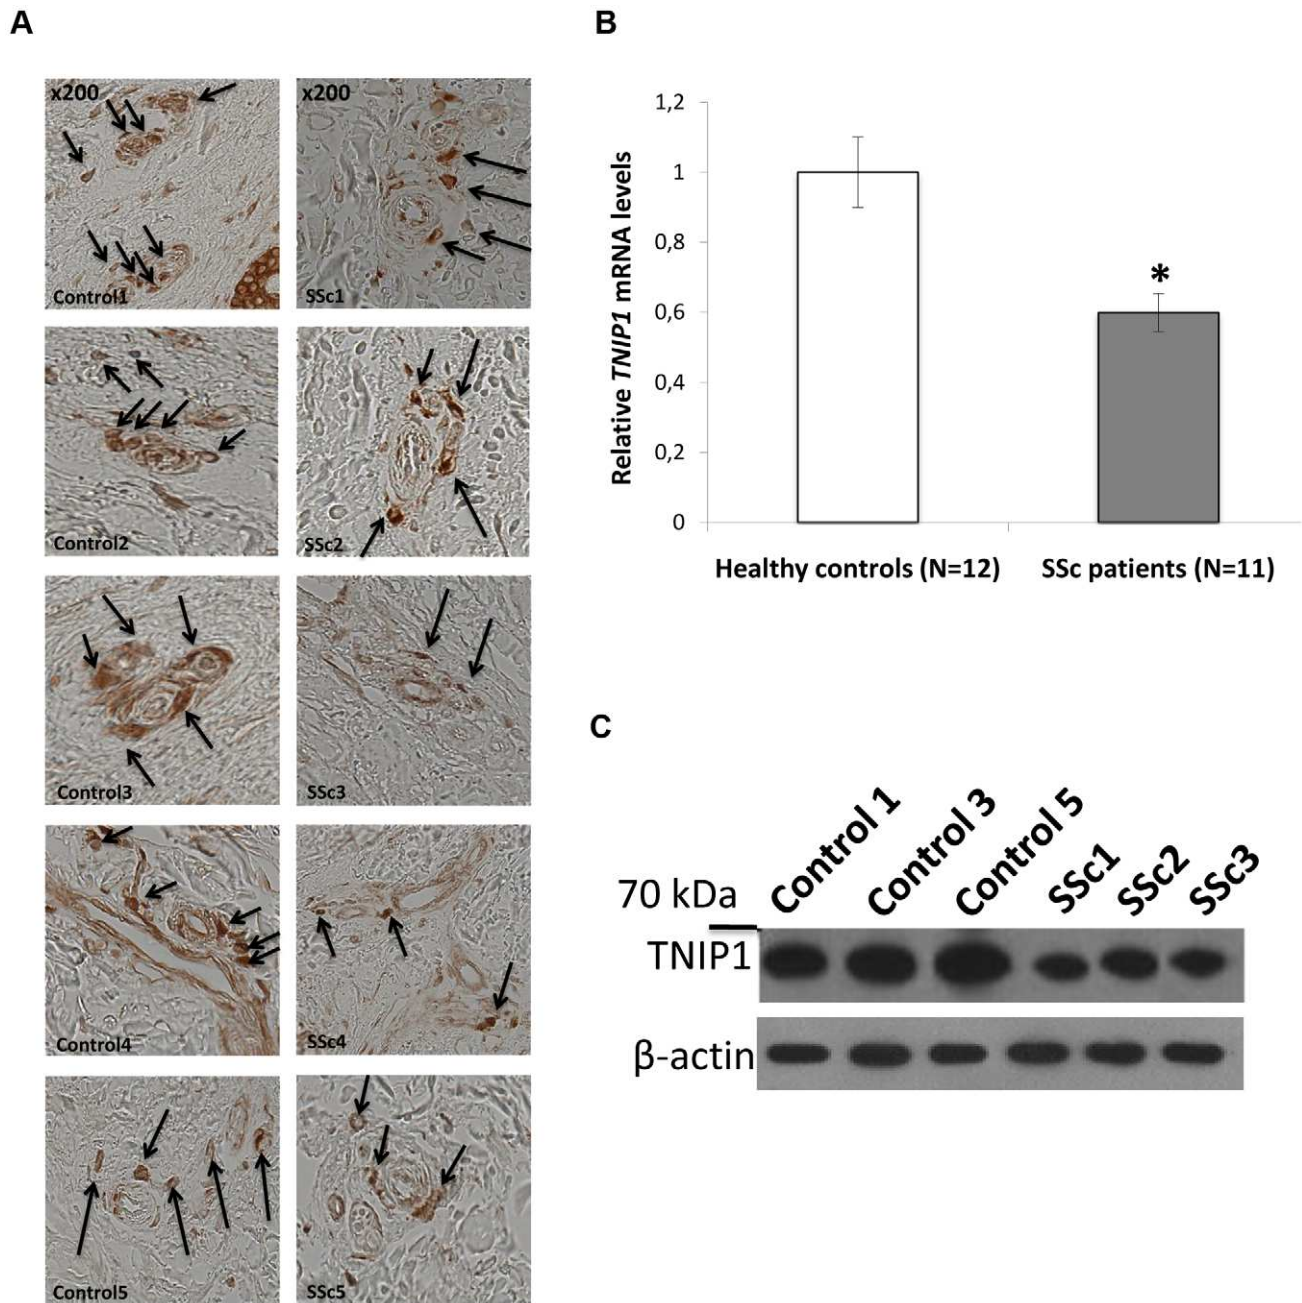 A
x200
x200
Control1
SSc1
Control2
SSc2
Control3
SSc3
Control4
SSc4
Control5
SSc5
B
Relative TNIP1 mRNA levels
1,2
1
0,8
0,6
0,4
0,2
0
*
Healthy controls (N=12)
SSc patients (N=11)
C
Control 1
Control 3
Control 5
SSc1
SSc2
SSc3
70 kDa
TNIP1
β-actin